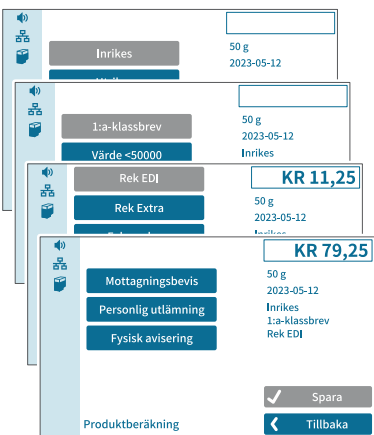 Inrikes
50 g
2023-05-12
1:a-klassbrev
Värde <50000
50 g
2023-05-12
Inrikes
Rek EDI
Rek Extra
KR 11,25
50 g
2023-05-12
KR 79,25
Mottagningsbevis
Personlig utlämning
Fysisk avisering
50 g
2023-05-12
Inrikes
1:a-klassbrev
Rek EDI
Spara
Produktberäkning
Tillbaka